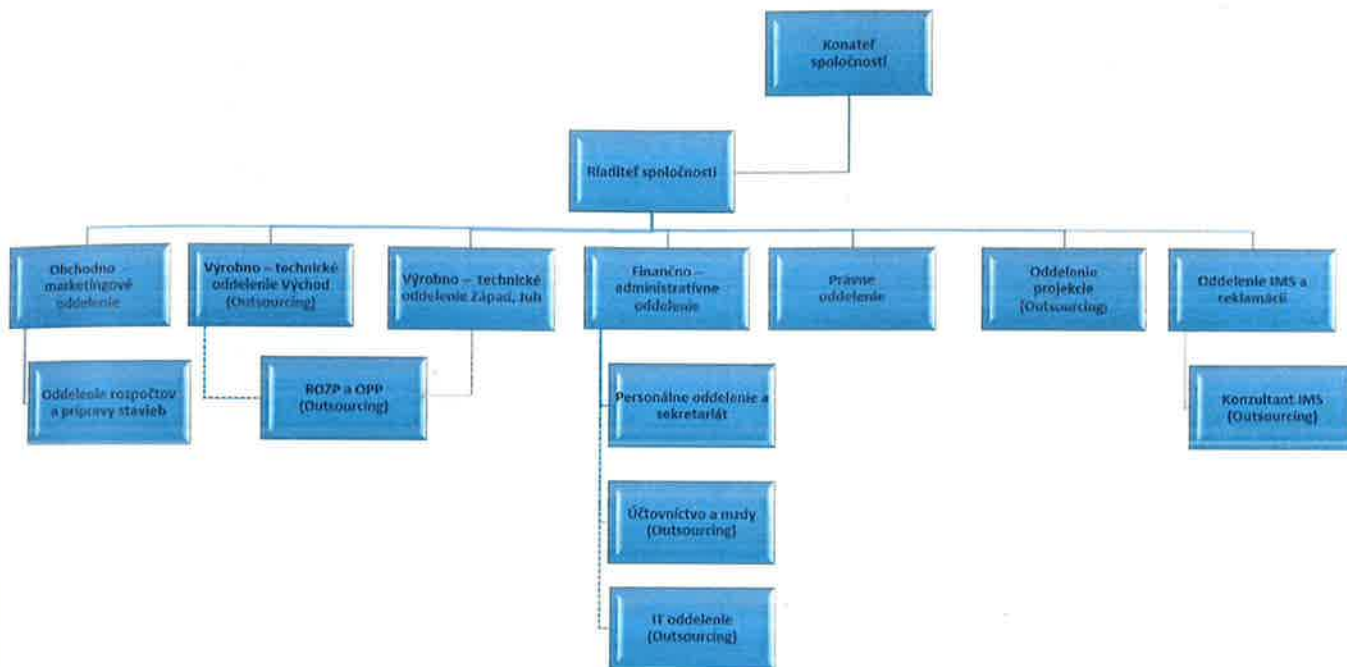 Konateľ
spoločnosti
Riaditeľ spoločnosti
Obchodno –
marketingové
oddelenie
Výrobno – technické
oddelenie Východ
(Outsourcing)
Výrobno – technické
oddelenie Západ, Juh
Finančno –
administratívne
oddelenie
Právne
oddelenie
Oddelenie
projekcie
(Outsourcing)
Oddelenie IMS a
reklamácií
Oddelenie rozpočtov
a prípravy stavieb
BOZP a OPP
(Outsourcing)
Personálne oddelenie a
sekretariát
Konzultant IMS
(Outsourcing)
Účtovníctvo a mzdy
(Outsourcing)
IT oddelenie
(Outsourcing)